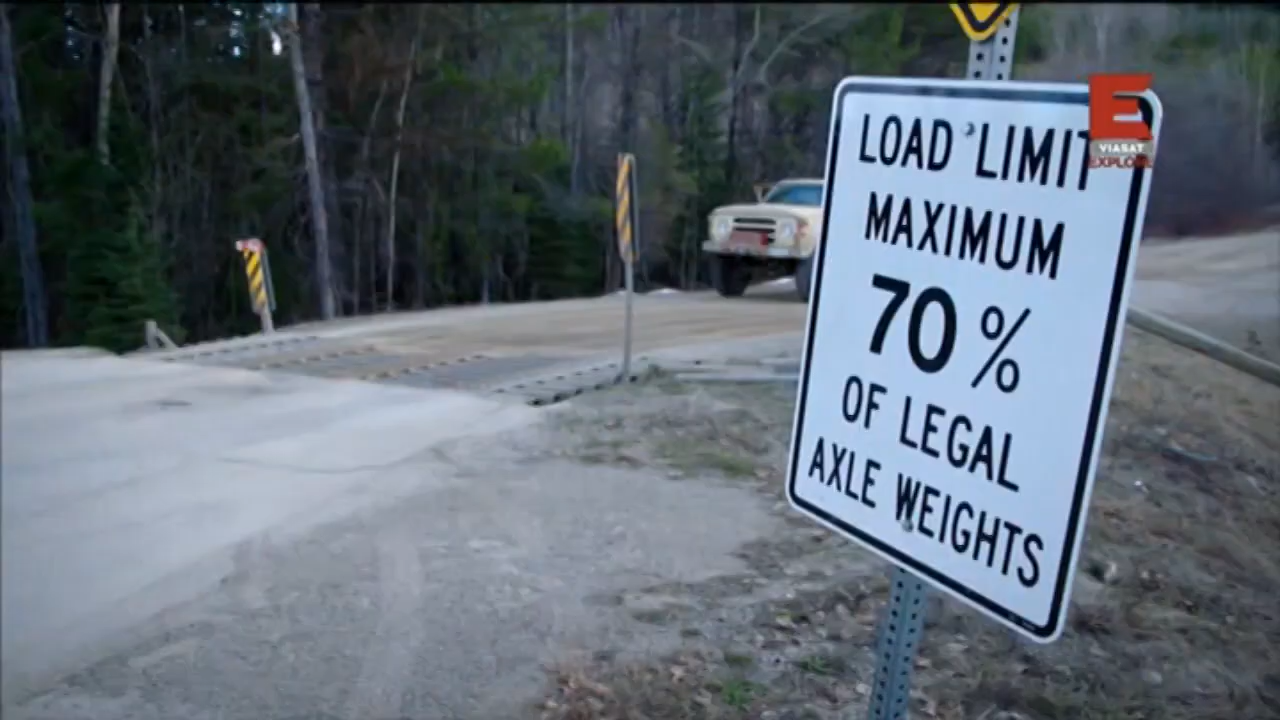 LOAD LIMIT
MAXIMUM
70%
OF LEGAL
AXLE WEIGHTS
E
VIASAT
EXPLORE